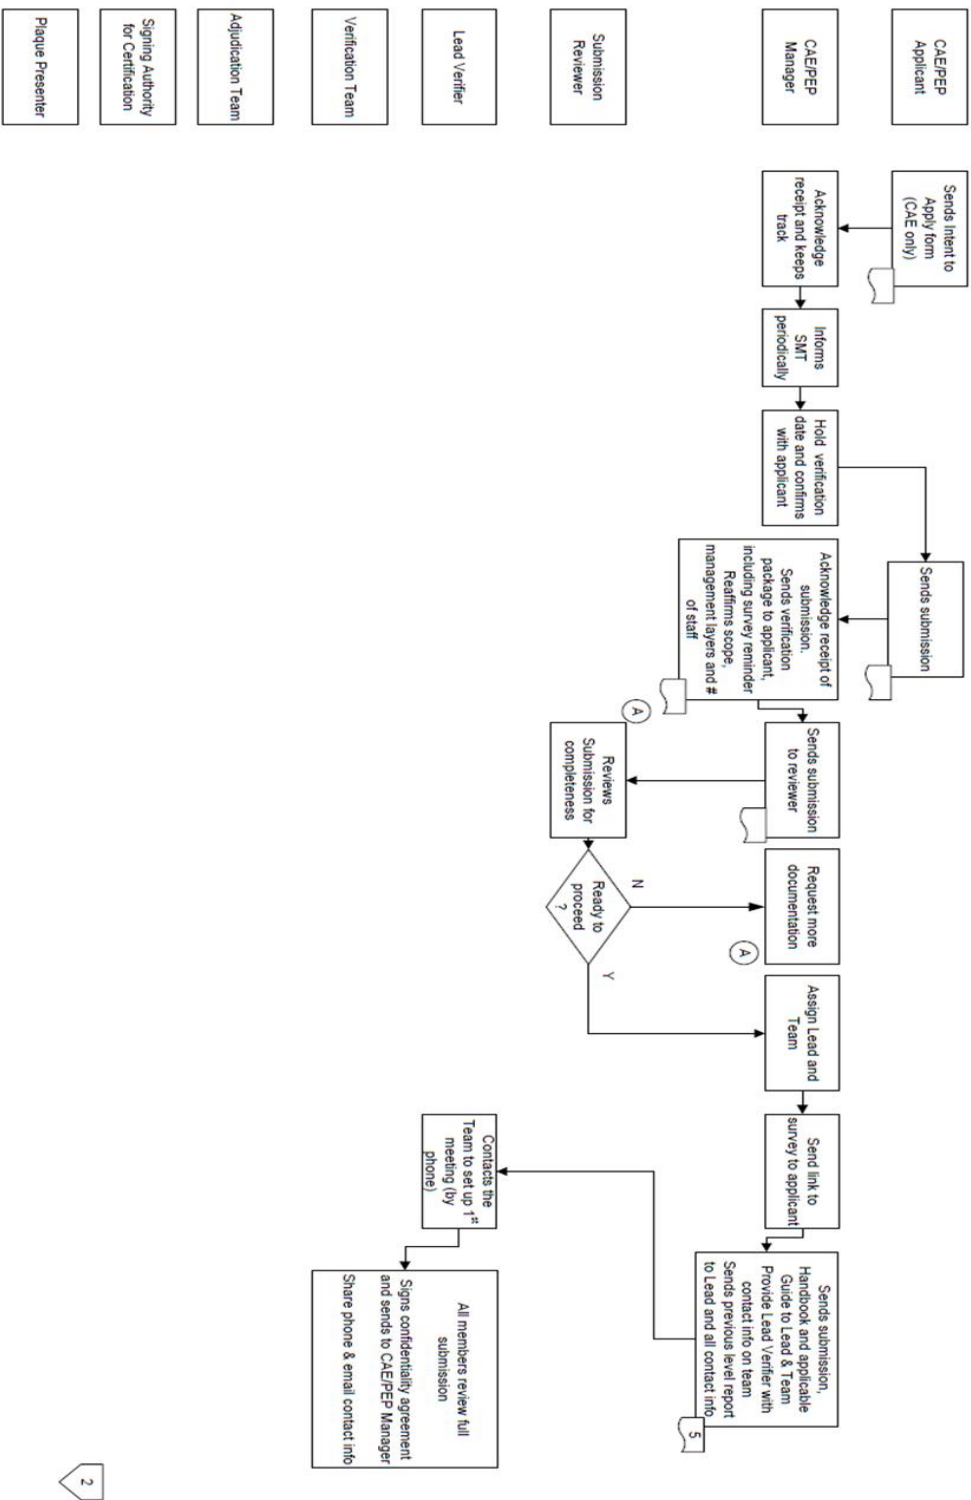 CAE/PEP
Applicant
CAE/PEP
Manager
Submission
Reviewer
Lead Verifier
Verification Team
Adjudication Team
Signing Authority
for Certification
Plaque Presenter
Sends Intent to
Apply form
(CAE only)
Acknowledge
receipt and keeps
track
Informs
SMT
periodically
Hold verification
date and confirms
with applicant
Sends submission
Acknowledge receipt of
submission.
Sends verification
package to applicant,
including survey reminder
Reaffirms scope,
management layers and #
of staff
Sends submission
to reviewer
A
Reviews
Submission for
completeness
Ready to
proceed
?
N
Y
Request more
documentation
A
Assign Lead and
Team
Send link to
survey to applicant
Sends submission,
Handbook and applicable
Guide to Lead & Team
Provide Lead Verifier with
contact info on team
Sends previous level report
to Lead and all contact info
5
Contacts the
Team to set up 1st
meeting (by
phone)
All members review full
submission
Signs confidentiality agreement
and sends to CAE/PEP Manager
Share phone & email contact info
2